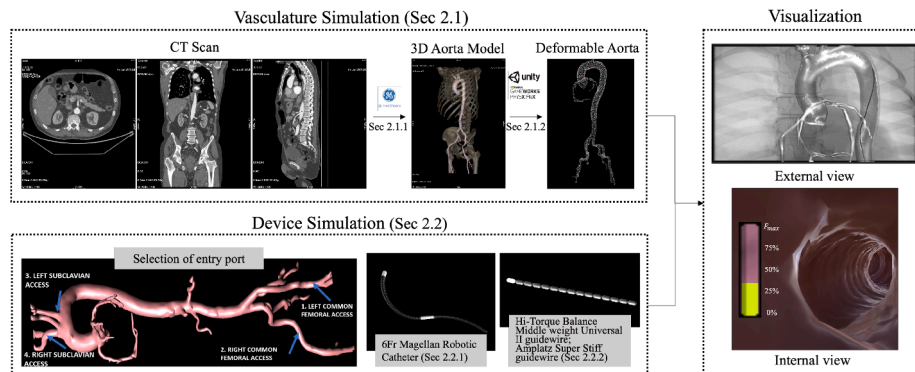 Vasculature Simulation (Sec 2.1)
CT Scan
3D Aorta Model
Deformable Aorta
Sec 2.1.1
unity
Sec 2.1.2
Device Simulation (Sec 2.2)
Selection of entry port
3. LEFT SUBCLAVIAN
ACCESS
1. LEFT COMMON
FEMORAL ACCESS
2. RIGHT COMMON
FEMORAL ACCESS
4. RIGHT SUBCLAVIAN
ACCESS
6Fr Magellan Robotic
Catheter (Sec 2.2.1)
Hi-Torque Balance
Middle weight Universal
II guidewire;
Amplatz Super Stiff
guidewire (Sec 2.2.2)
Visualization
External view
Fmax
75%
50%
25%
0%
Internal view